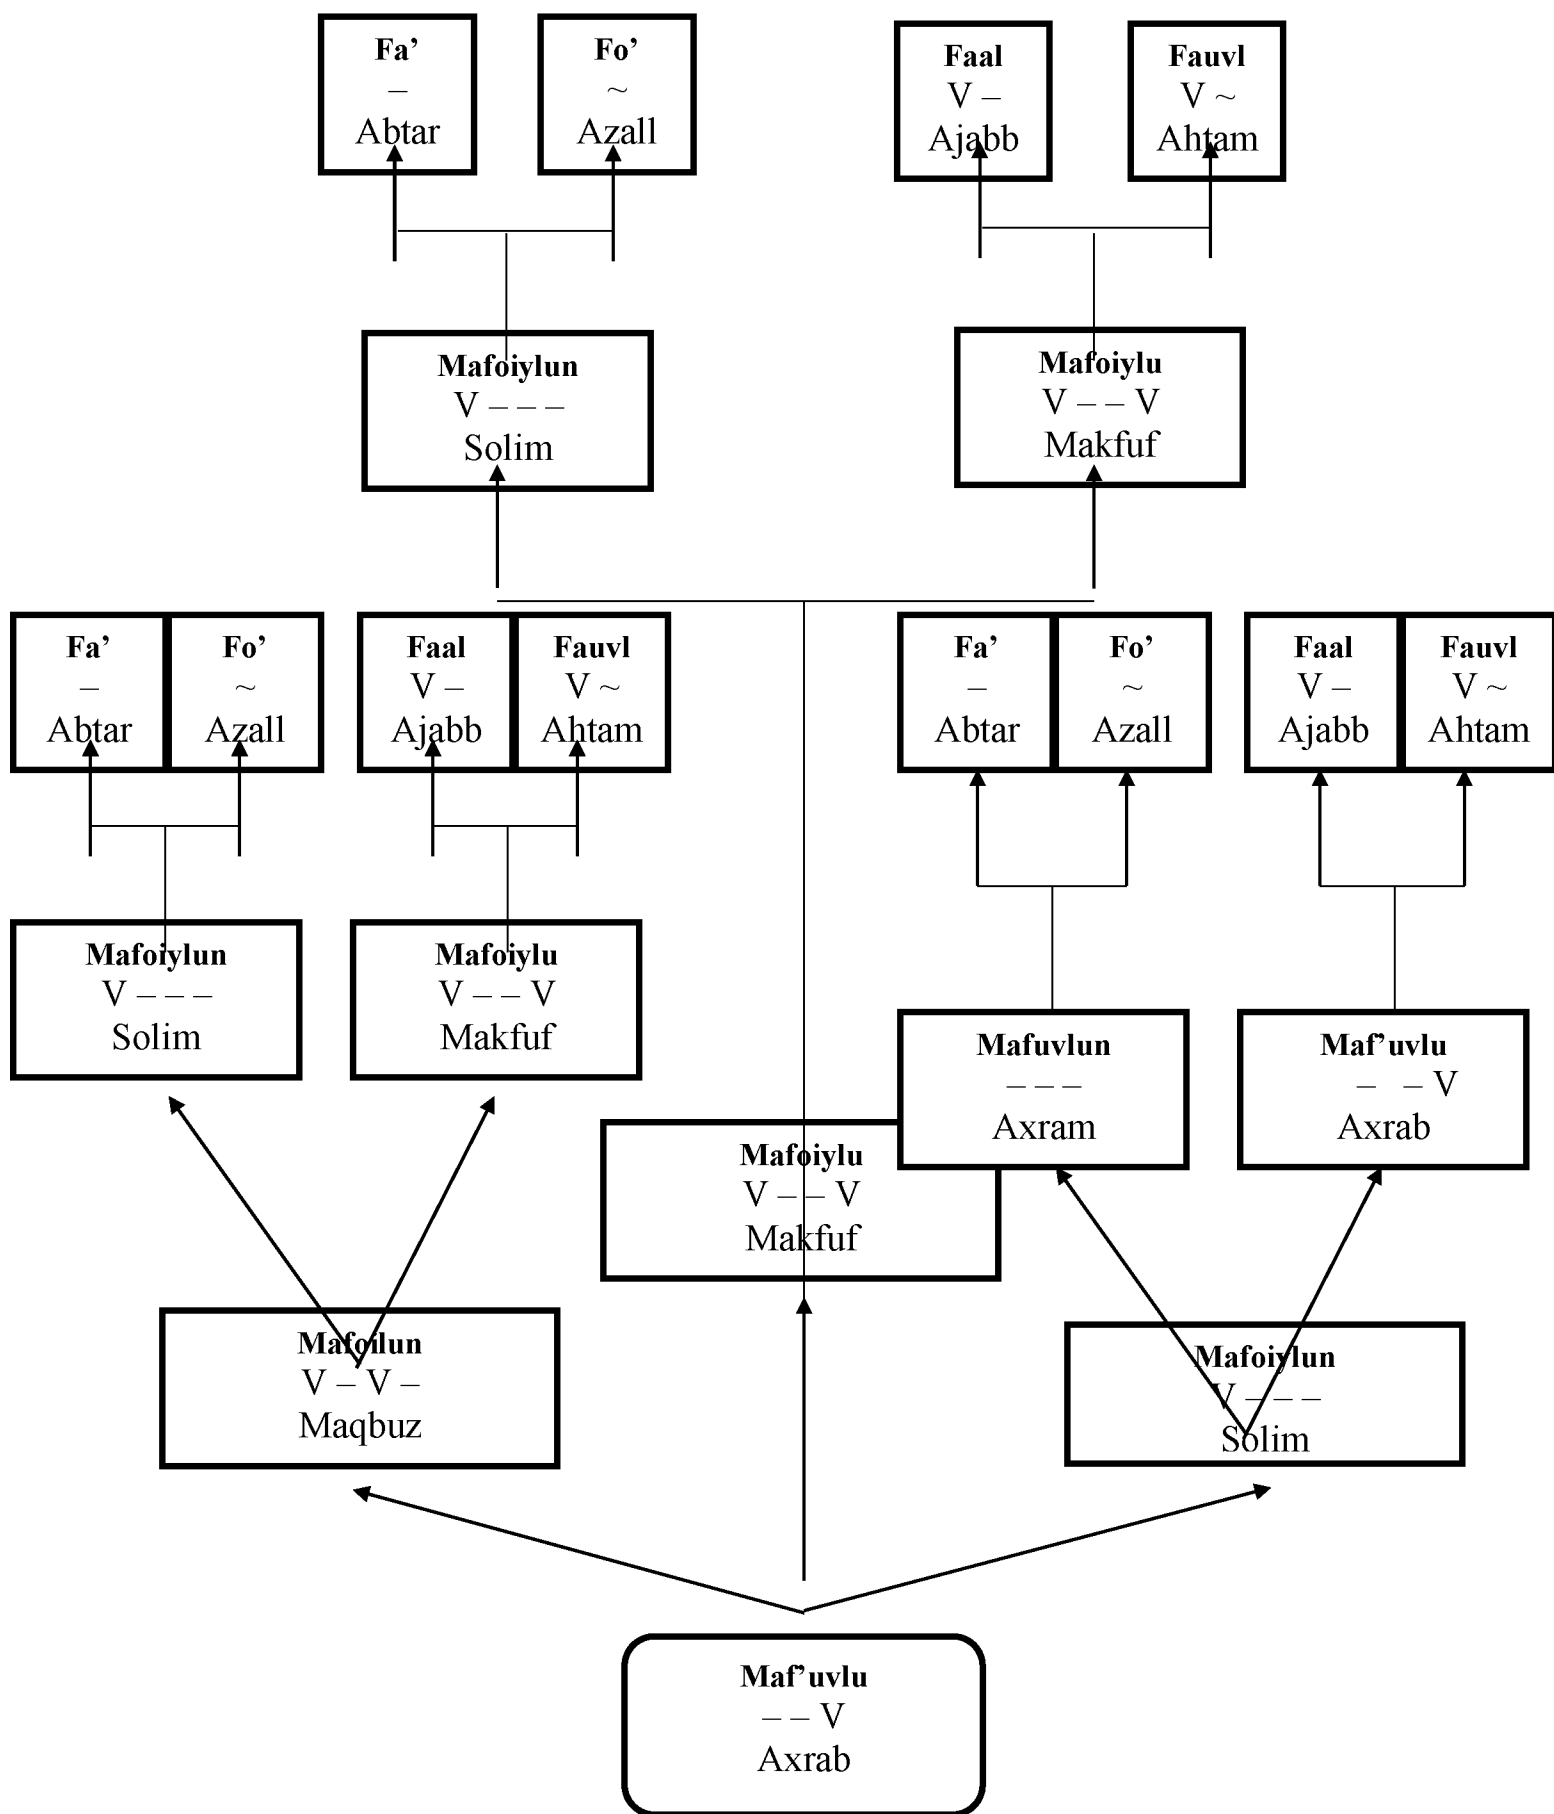 Fa’
–
Abtar
Fo’
~
Azall
Faal
V –
Ajabb
Fauvl
V ~
Ahtam
Mafoiylun
V – – –
Solim
Mafoiylu
V – – V
Makfuf
Fa’
–
Abtar
Fo’
~
Azall
Faal
V –
Ajabb
Fauvl
V ~
Ahtam
Fa’
–
Abtar
Fo’
~
Azall
Faal
V –
Ajabb
Fauvl
V ~
Ahtam
Mafoiylun
V – – –
Solim
Mafoiylu
V – – V
Makfuf
Mafuvlun
– – –
Axram
Maf’uvlu
– – V
Axrab
Mafoiylu
V – – V
Makfuf
Mafoilun
V – V –
Maqbuz
Mafoiylun
V – – –
Solim
Maf’uvlu
– – V
Axrab